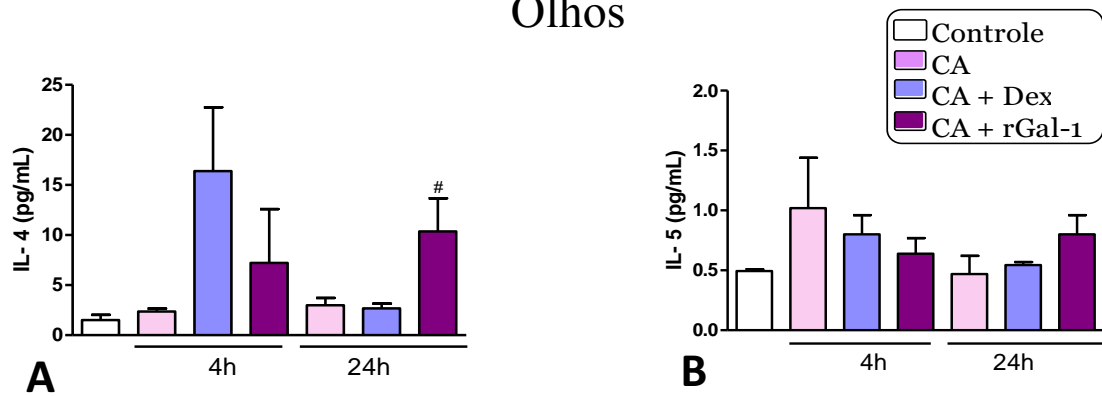 Olhos
Controle
CA
CA + Dex
CA + rGal-1
25
20
15
10
5
0
IL- 4 (pg/mL)
#
4h
24h
A
2.0
1.5
1.0
0.5
0.0
IL- 5 (pg/mL)
4h
24h
B